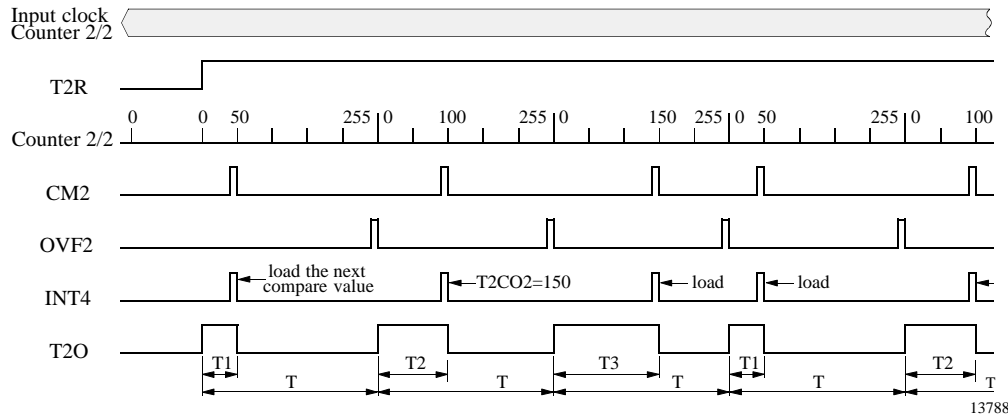 Input clock
Counter 2/2
T2R
0 0 50 255 0 100 255 0 150 255 0 50 255 0 100
Counter 2/2
CM2
OVF2
INT4
load the next
compare value
T2CO2=150
load
load
T2O
T1 T2 T3 T1 T2
T T T T T
13788